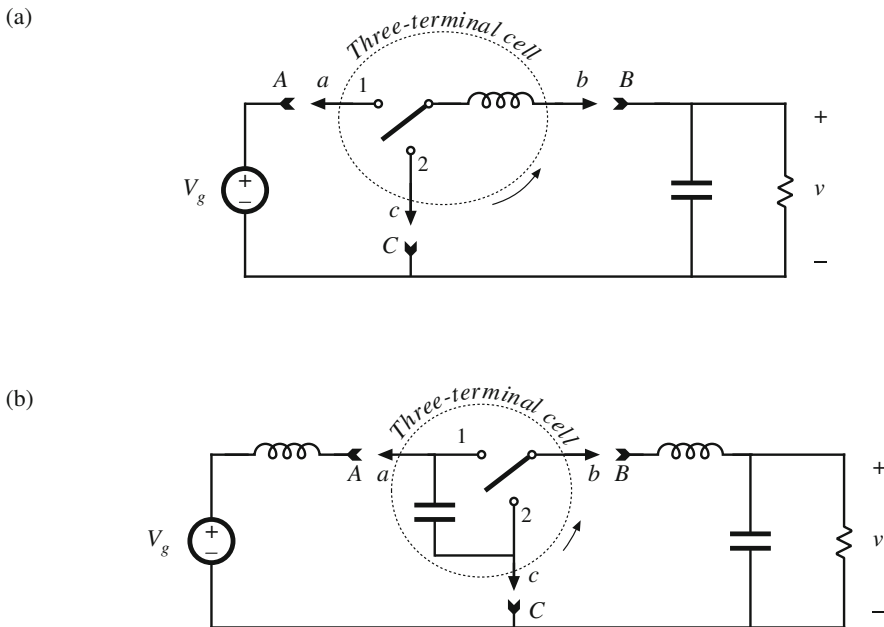 (a)
Three-terminal cell
A a 1 b B
2
c
C
V_g
+
–
+
v
–
(b)
Three-terminal cell
1
A a b B
2
c
C
V_g
+
–
+
v
–